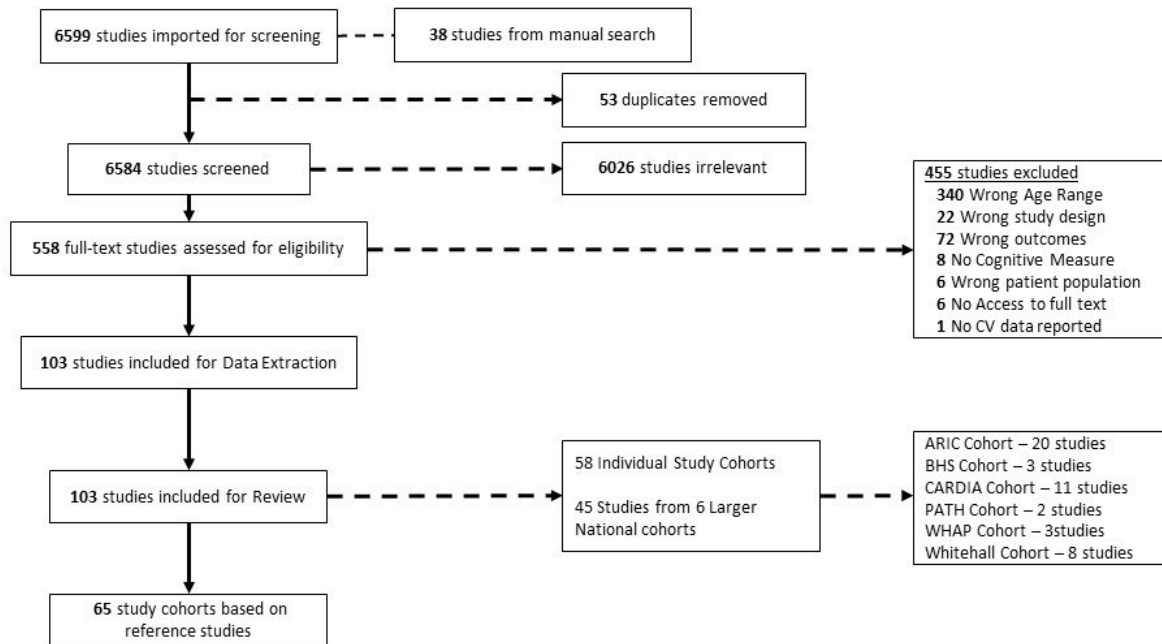 6599 studies imported for screening
38 studies from manual search
53 duplicates removed
6584 studies screened
6026 studies irrelevant
558 full-text studies assessed for eligibility
455 studies excluded
340 Wrong Age Range
22 Wrong study design
72 Wrong outcomes
8 No Cognitive Measure
6 Wrong patient population
6 No Access to full text
1 No CV data reported
103 studies included for Data Extraction
103 studies included for Review
58 Individual Study Cohorts
45 Studies from 6 Larger
National cohorts
ARIC Cohort – 20 studies
BHS Cohort – 3 studies
CARDIA Cohort – 11 studies
PATH Cohort – 2 studies
WHAP Cohort – 3studies
Whitehall Cohort – 8 studies
65 study cohorts based on
reference studies